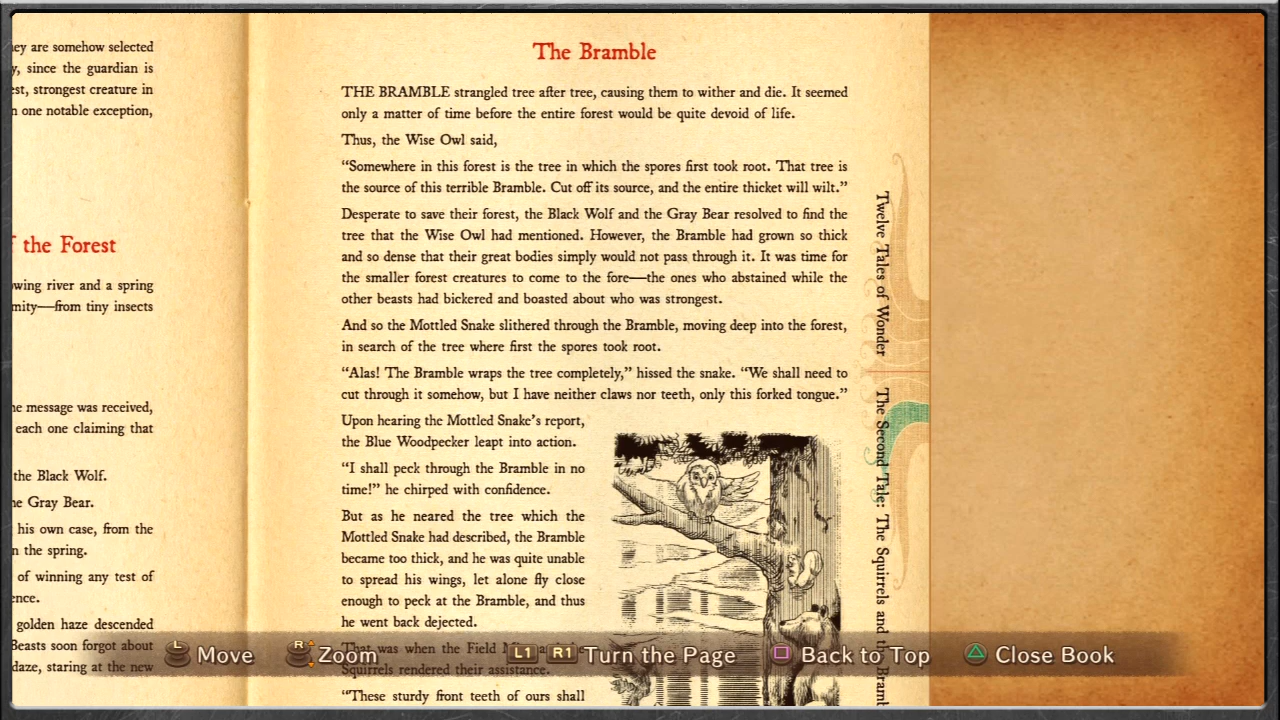 ey are somehow selected
y, since the guardian is
est, strongest creature in
n one notable exception,
f the Forest
wing river and a spring
mity—from tiny insects
ne message was received,
each one claiming that
the Black Wolf.
ne Gray Bear.
his own case, from the
n the spring.
of winning any test of
ence.
golden haze descended
Beasts soon forgot about
daze, staring at the new
The Bramble
THE BRAMBLE strangled tree after tree, causing them to wither and die. It seemed
only a matter of time before the entire forest would be quite devoid of life.
Thus, the Wise Owl said,
“Somewhere in this forest is the tree in which the spores first took root. That tree is
the source of this terrible Bramble. Cut off its source, and the entire thicket will wilt.”
Desperate to save their forest, the Black Wolf and the Gray Bear resolved to find the
tree that the Wise Owl had mentioned. However, the Bramble had grown so thick
and so dense that their great bodies simply would not pass through it. It was time for
the smaller forest creatures to come to the fore—the ones who abstained while the
other beasts had bickered and boasted about who was strongest.
And so the Mottled Snake slithered through the Bramble, moving deep into the forest,
in search of the tree where first the spores took root.
“Alas! The Bramble wraps the tree completely,” hissed the snake. “We shall need to
cut through it somehow, but I have neither claws nor teeth, only this forked tongue.”
Upon hearing the Mottled Snake’s report,
the Blue Woodpecker leapt into action.
“I shall peck through the Bramble in no
time!” he chirped with confidence.
But as he neared the tree which the
Mottled Snake had described, the Bramble
became too thick, and he was quite unable
to spread his wings, let alone fly close
enough to peck at the Bramble, and thus
he went back dejected.
That was when the Field
Squirrels rendered their assistance.
“These sturdy front teeth of ours shall
Twelve Tales of Wonder
The Second Tale: The Squirrels and the Bramb
L Move R Zoom L1 R1 Turn the Page Back to Top Close Book